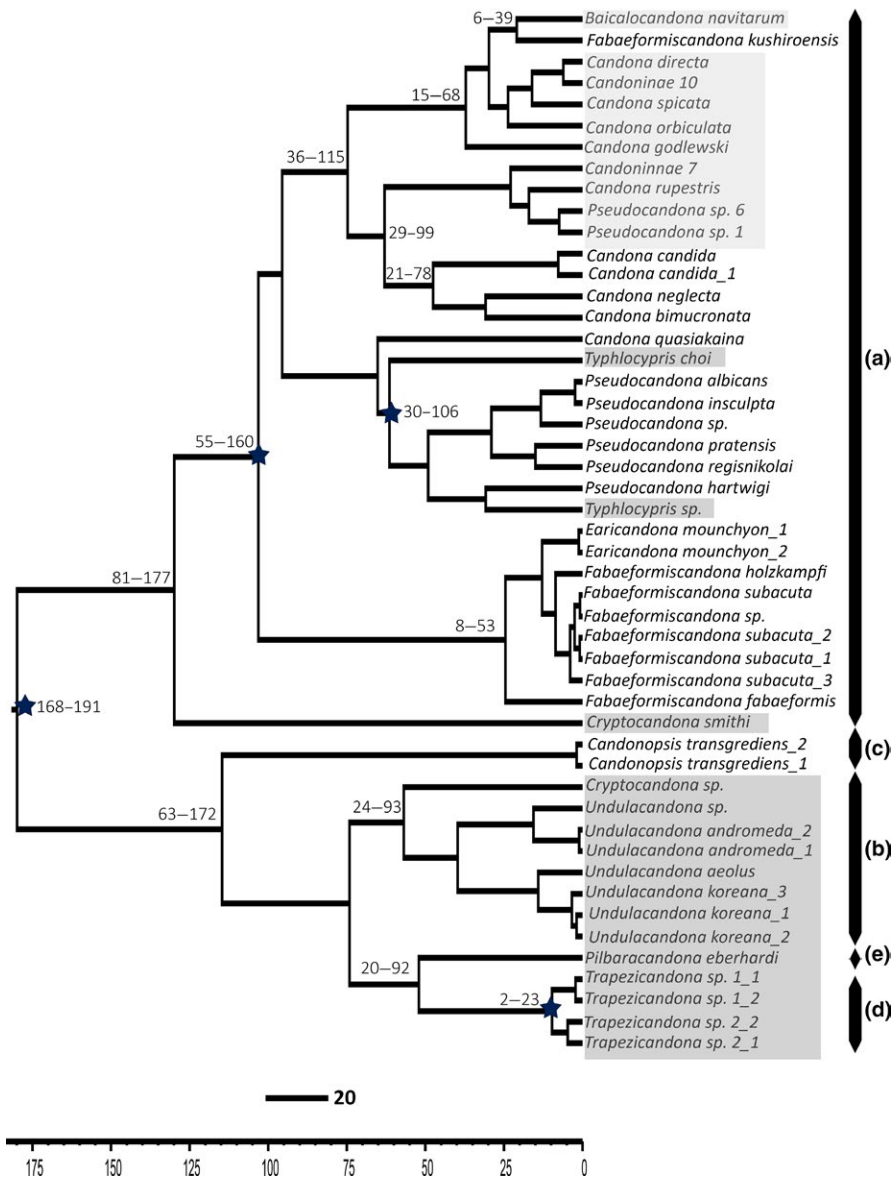 6–39
Baicalocandona navitarum
Fabaeformiscandona kushiroensis
Candona directa
Candoninae 10
15–68
Candona spicata
Candona orbiculata
Candona godlewski
36–115
Candoninnae 7
Candona rupestris
Pseudocandona sp. 6
Pseudocandona sp. 1
29–99
Candona candida
21–78
Candona candida_1
Candona neglecta
Candona bimucronata
Candona quasiakaina
Typhlocypris choi
(a)
Pseudocandona albicans
30–106
Pseudocandona insculpta
Pseudocandona sp.
55–160
Pseudocandona pratensis
Pseudocandona regisnikolai
Pseudocandona hartwigi
Typhlocypris sp.
Earicandona mounchyon_1
Earicandona mounchyon_2
81–177
Fabaeformiscandona holzkampfi
Fabaeformiscandona subacuta
Fabaeformiscandona sp.
8–53
Fabaeformiscandona subacuta_2
Fabaeformiscandona subacuta_1
Fabaeformiscandona subacuta_3
168–191
Fabaeformiscandona fabaeformis
Cryptocandona smithi
Candonopsis transgrediens_2
(c)
Candonopsis transgrediens_1
24–93
Cryptocandona sp.
63–172
Undulacandona sp.
Undulacandona andromeda_2
Undulacandona andromeda_1
(b)
Undulacandona aeolus
Undulacandona koreana_3
Undulacandona koreana_1
Undulacandona koreana_2
Pilbaracandona eberhardi
(e)
20–92
Trapezicandona sp. 1_1
2–23
Trapezicandona sp. 1_2
(d)
Trapezicandona sp. 2_2
Trapezicandona sp. 2_1
20
175 150 125 100 75 50 25 0